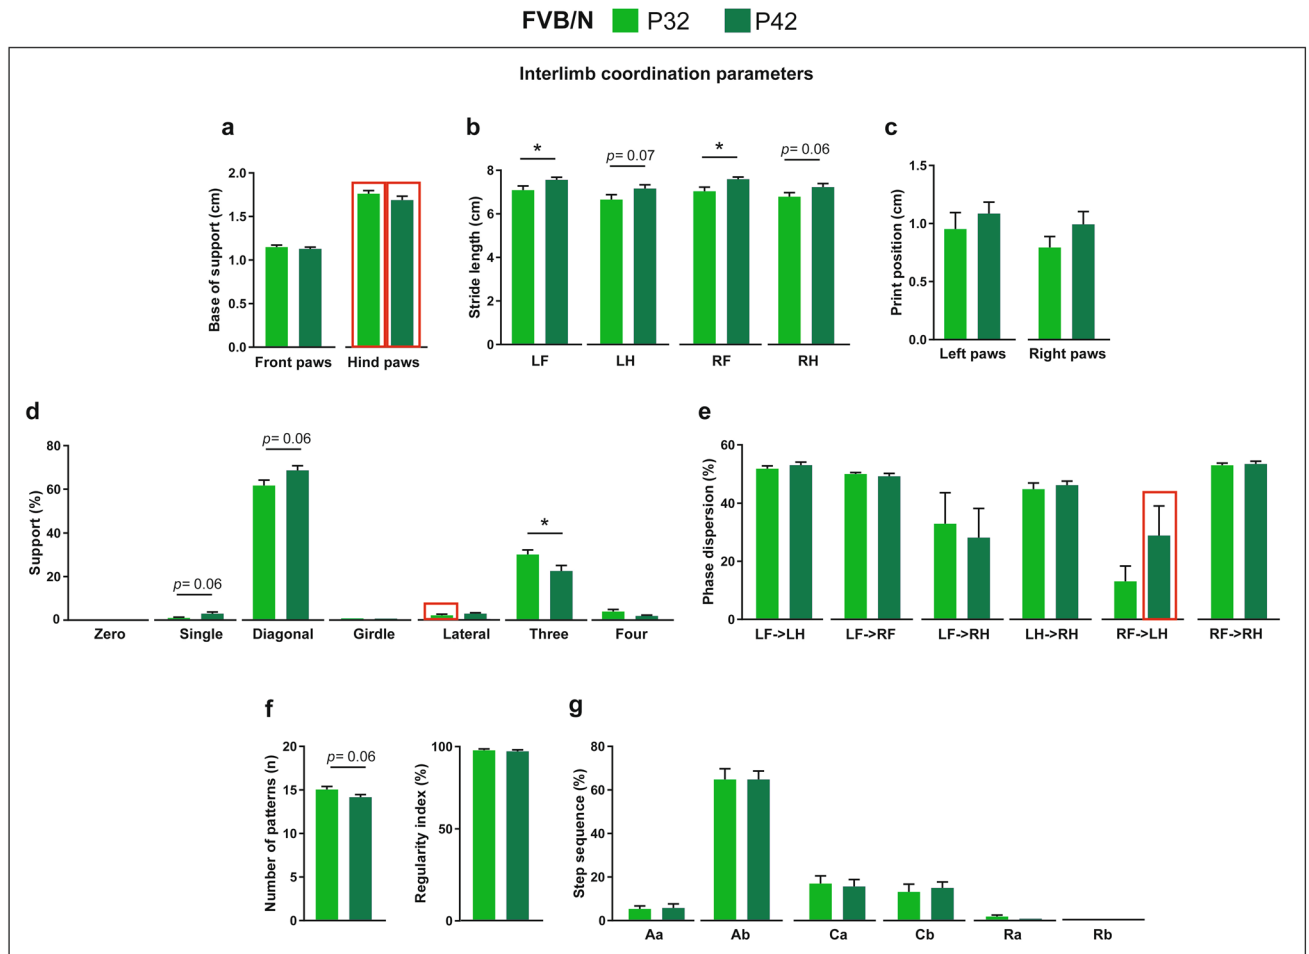 FVB/N P32 P42
Interlimb coordination parameters
a
Base of support (cm)
2.0
1.5
1.0
0.5
0.0
Front paws Hind paws
b
Stride length (cm)
8
6
4
2
0
* p= 0.07 * p= 0.06
LF LH RF RH
c
Print position (cm)
1.5
1.0
0.5
0.0
Left paws Right paws
d
Support (%)
80
60
40
20
0
p= 0.06
p= 0.06
*
Zero Single Diagonal Girdle Lateral Three Four
e
Phase dispersion (%)
60
40
20
0
LF->LH LF->RF LF->RH LH->RH RF->LH RF->RH
f
Number of patterns (n)
20
15
10
5
0
p= 0.06
Regularity index (%)
100
50
0
g
Step sequence (%)
80
60
40
20
0
Aa Ab Ca Cb Ra Rb